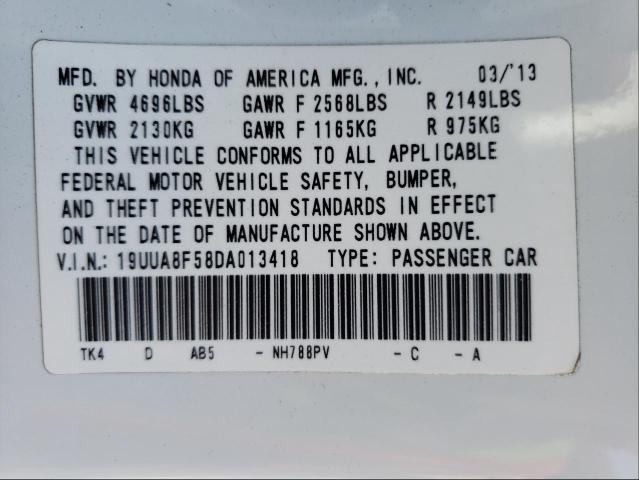 MFD. BY HONDA OF AMERICA MFG., INC. 03/'13
GVWR 4696LBS GAWR F 2568LBS R 2149LBS
GVWR 2130KG GAWR F 1165KG R 975KG
THIS VEHICLE CONFORMS TO ALL APPLICABLE
FEDERAL MOTOR VEHICLE SAFETY, BUMPER,
AND THEFT PREVENTION STANDARDS IN EFFECT
ON THE DATE OF MANUFACTURE SHOWN ABOVE.
V.I.N.: 19UUA8F58DA013418 TYPE: PASSENGER CAR
TK4 D AB5 - NH788PV - C - A